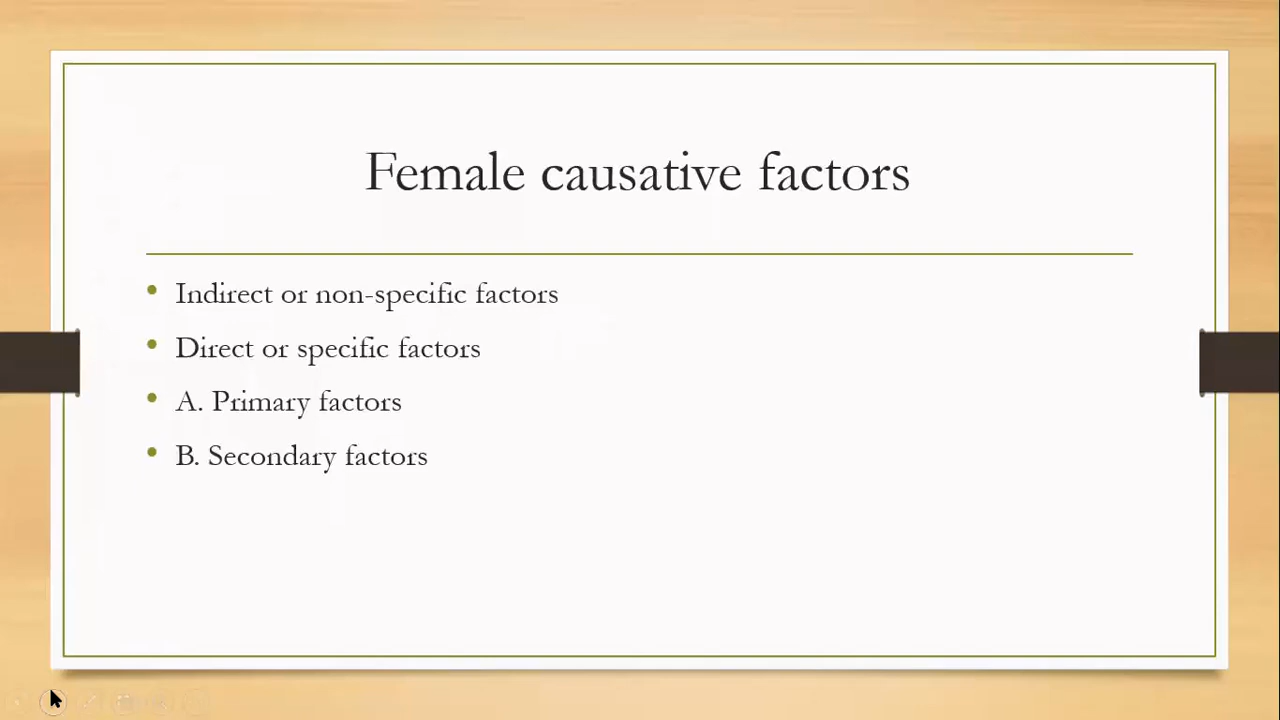 Female causative factors
• Indirect or non-specific factors
• Direct or specific factors
• A. Primary factors
• B. Secondary factors